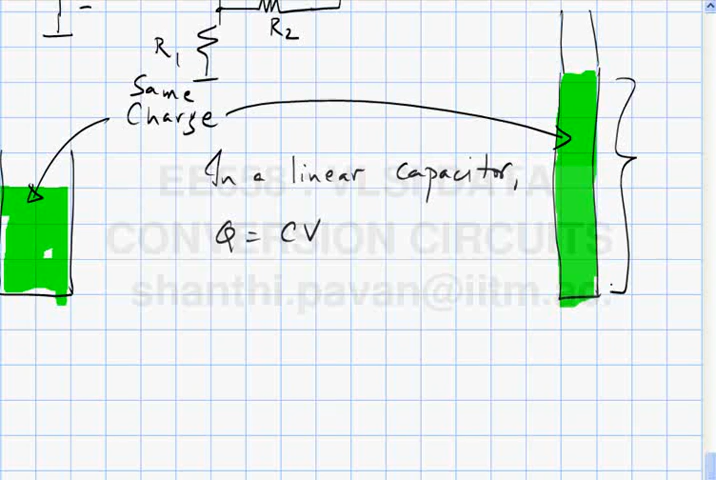 R1
R2
Same
Charge
In a linear capacitor,
Q = CV
EE658 : VLSI DATA
CONVERSION CIRCUITS
shanthi.pavan@iitm.ac.